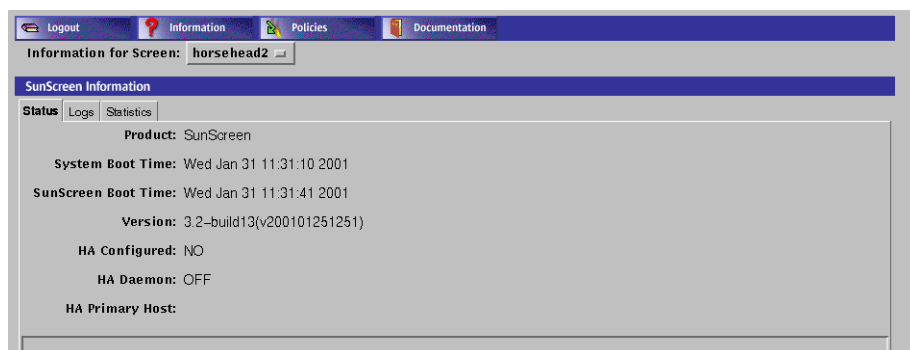 Logout Information Policies Documentation
Information for Screen: horsehead2
SunScreen Information
Status Logs Statistics
Product: SunScreen
System Boot Time: Wed Jan 31 11:31:10 2001
SunScreen Boot Time: Wed Jan 31 11:31:41 2001
Version: 3.2–build13(v200101251251)
HA Configured: NO
HA Daemon: OFF
HA Primary Host: